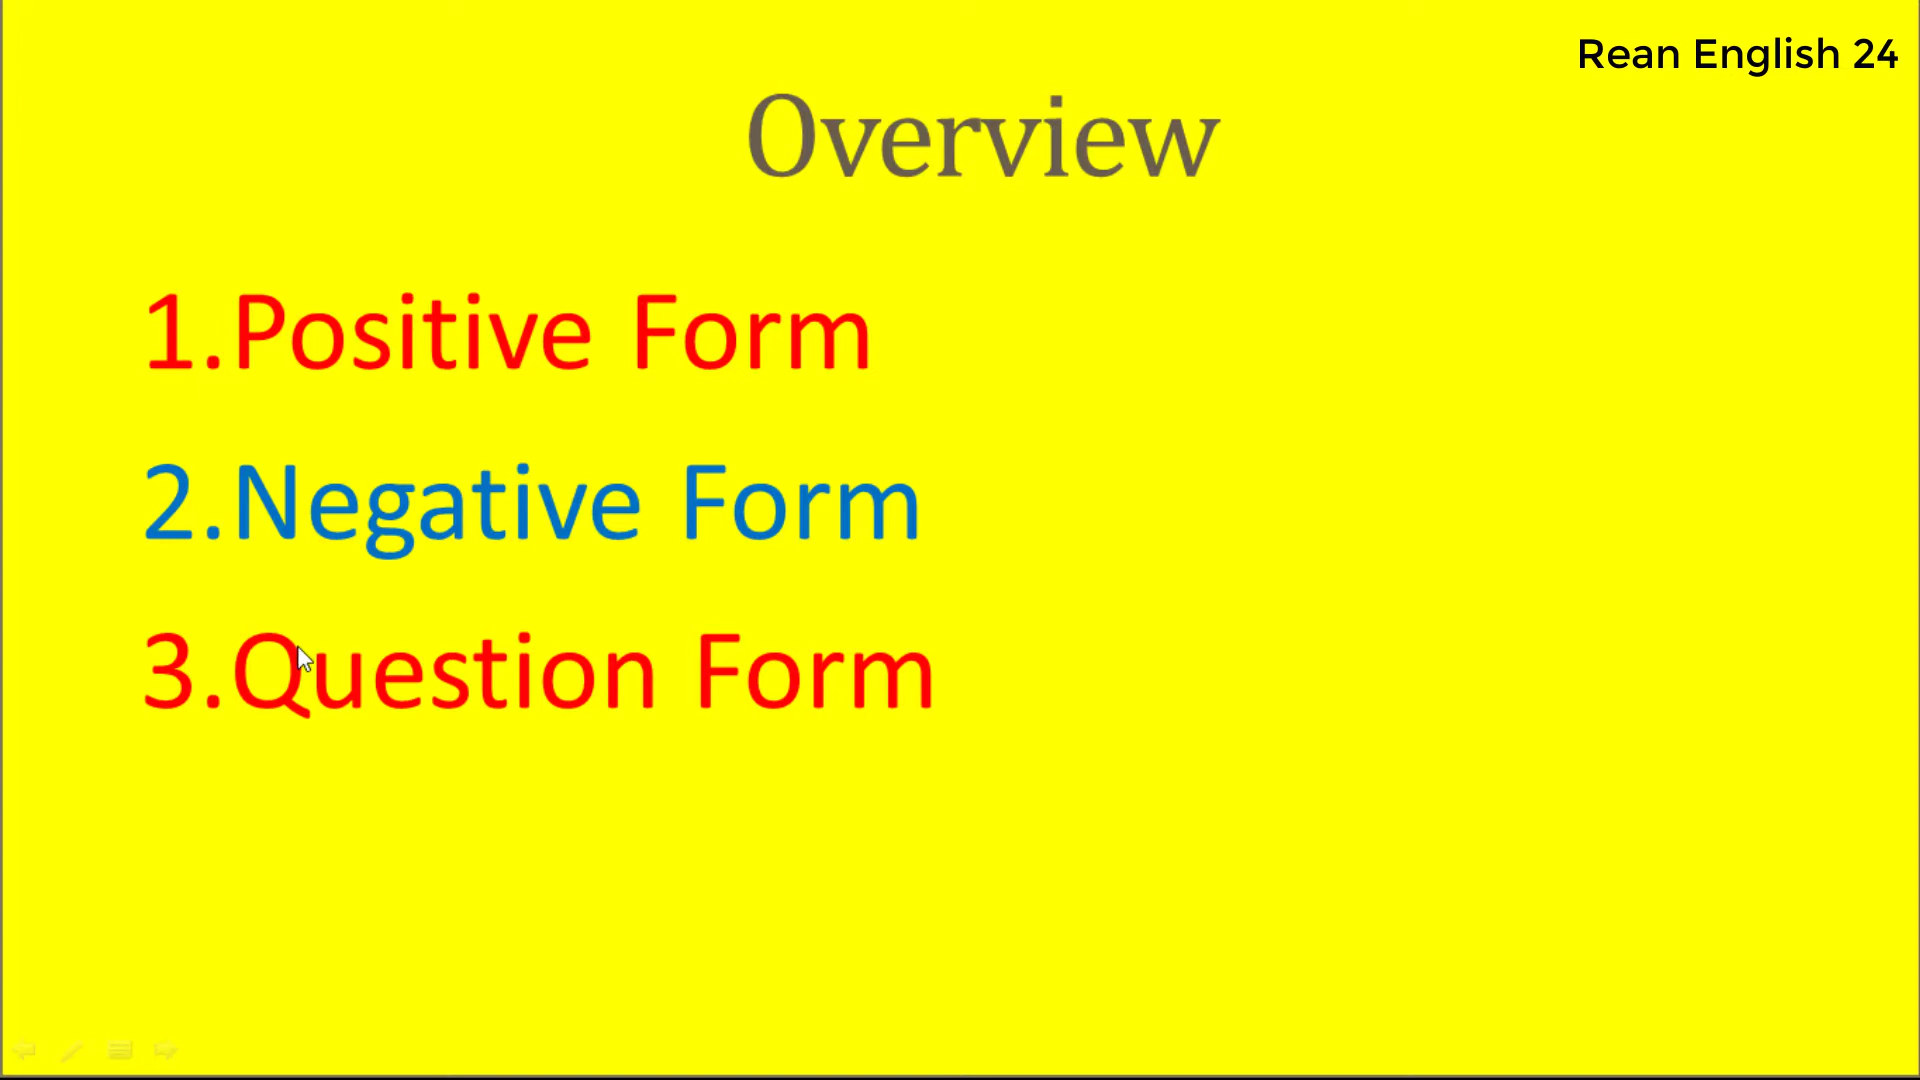 Rean English 24
Overview
1.Positive Form
2.Negative Form
3.Question Form